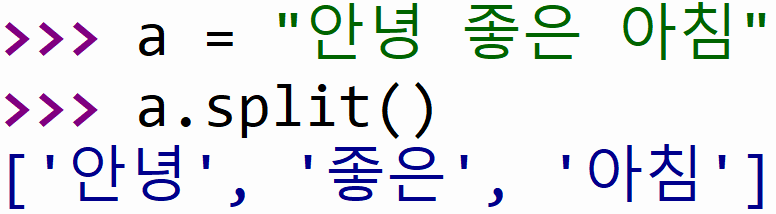 >>> a = "안녕 좋은 아침"
>>> a.split()
['안녕', '좋은', '아침']